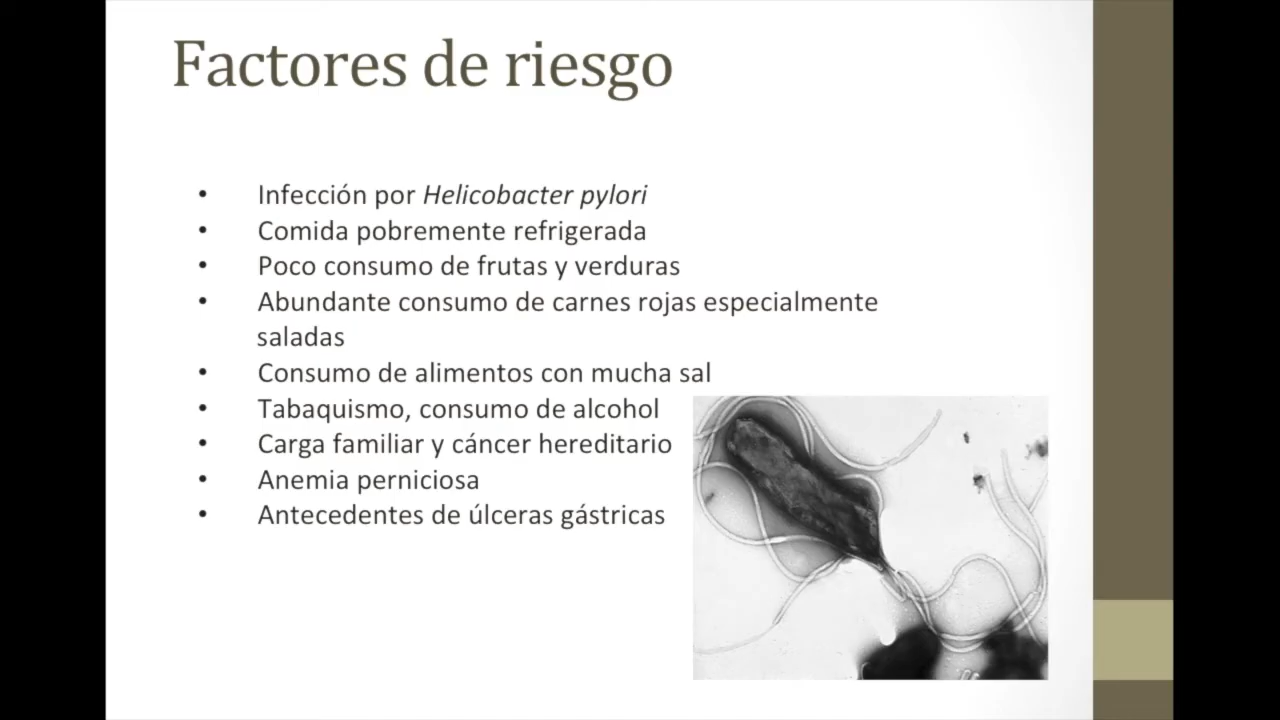 Factores de riesgo
• Infección por Helicobacter pylori
• Comida pobremente refrigerada
• Poco consumo de frutas y verduras
• Abundante consumo de carnes rojas especialmente
saladas
• Consumo de alimentos con mucha sal
• Tabaquismo, consumo de alcohol
• Carga familiar y cáncer hereditario
• Anemia perniciosa
• Antecedentes de úlceras gástricas